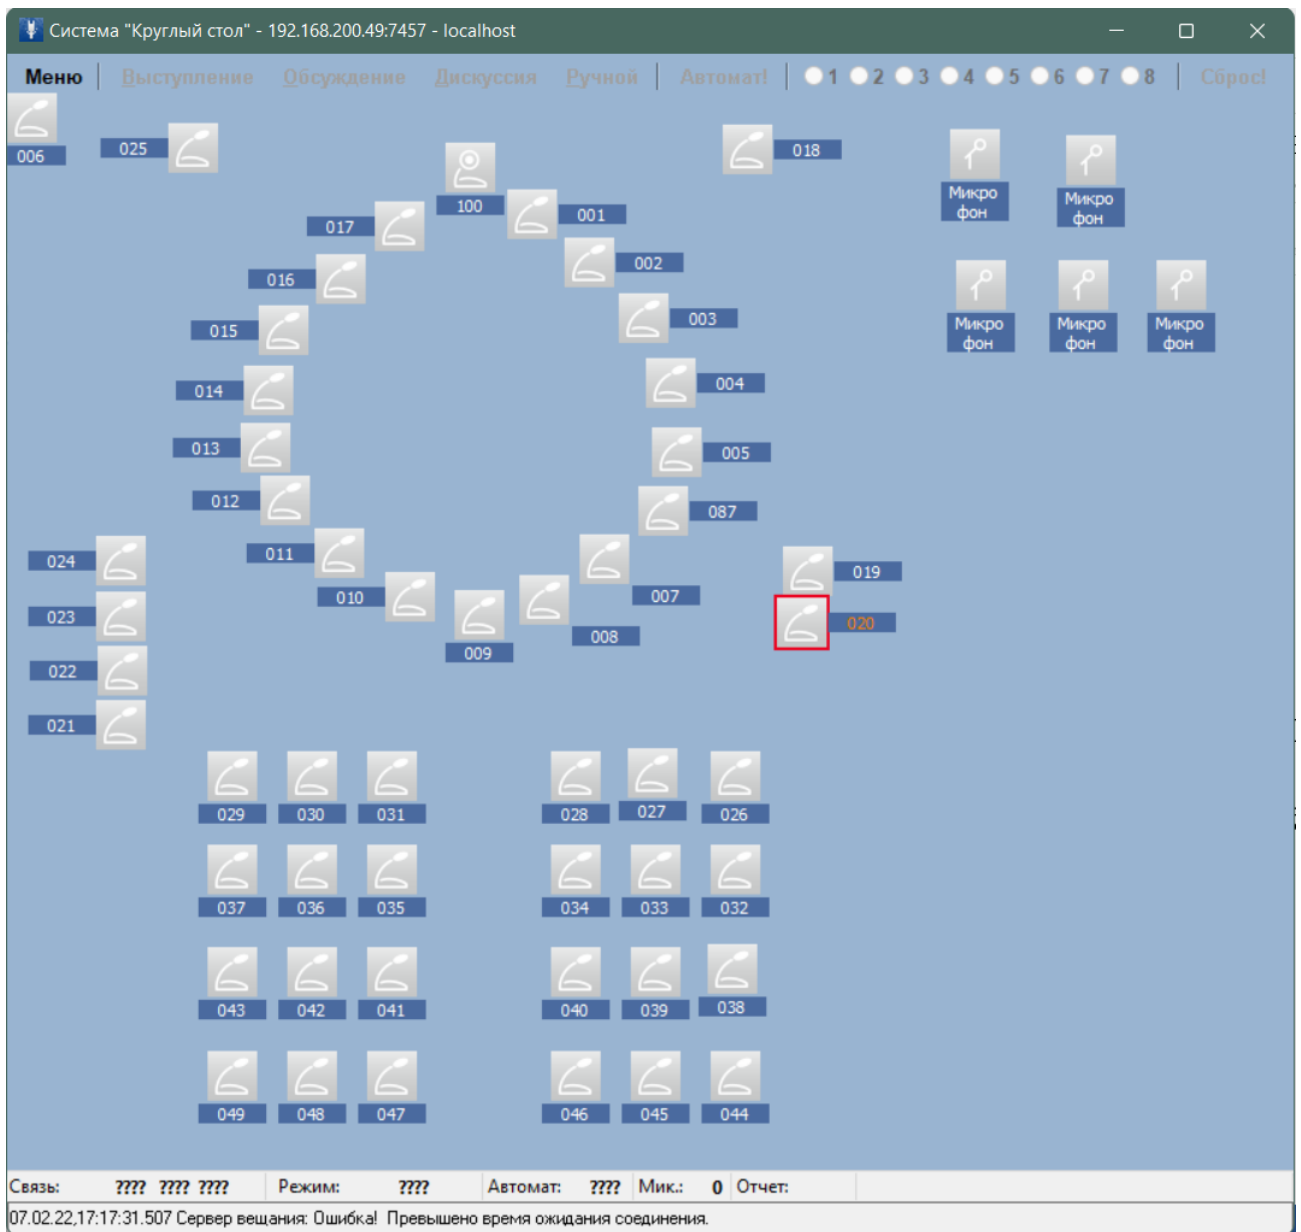 Система "Круглый стол" - 192.168.200.49:7457 - localhost
Меню Выступление Обсуждение Дискуссия Ручной Автомат! 1 2 3 4 5 6 7 8 Сброс!
006
025
018
100
001
017
002
016
003
015
004
014
005
013
087
012
011
010
007
008
009
019
020
024
023
022
021
Микро
фон
Микро
фон
Микро
фон
Микро
фон
Микро
фон
029 030 031 028 027 026
037 036 035 034 033 032
043 042 041 040 039 038
049 048 047 046 045 044
Связь: ???? ???? ???? Режим: ???? Автомат: ???? Мик.: 0 Отчет:
07.02.22,17:17:31.507 Сервер вещания: Ошибка! Превышено время ожидания соединения.